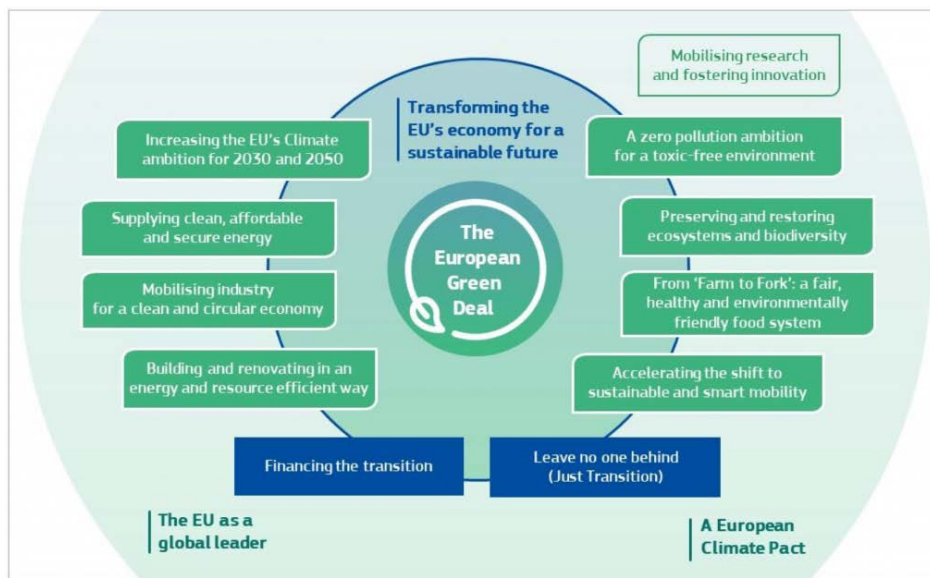 Mobilising research
and fostering innovation
Transforming the
EU's economy for a
sustainable future
Increasing the EU's Climate
ambition for 2030 and 2050
A zero pollution ambition
for a toxic-free environment
Supplying clean, affordable
and secure energy
The
European
Green
Deal
Preserving and restoring
ecosystems and biodiversity
Mobilising industry
for a clean and circular economy
From 'Farm to Fork': a fair,
healthy and environmentally
friendly food system
Building and renovating in an
energy and resource efficient way
Accelerating the shift to
sustainable and smart mobility
Financing the transition
Leave no one behind
(Just Transition)
The EU as a
global leader
A European
Climate Pact